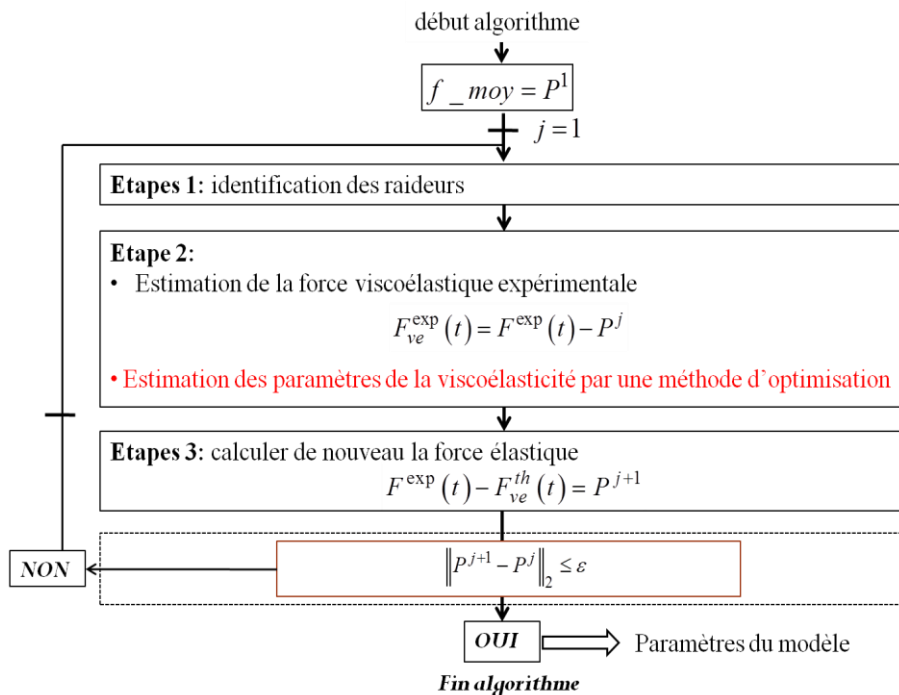 début algorithme
f _ moy = P¹
j = 1
Etapes 1: identification des raideurs
Etape 2:
• Estimation de la force viscoélastique expérimentale
F_ve^exp (t) = F^exp (t) − P^j
• Estimation des paramètres de la viscoélasticité par une méthode d'optimisation
Etapes 3: calculer de nouveau la force élastique
F^exp (t) − F_ve^th (t) = P^{j+1}
NON
‖P^{j+1} − P^j‖₂ ≤ ε
OUI
Paramètres du modèle
Fin algorithme